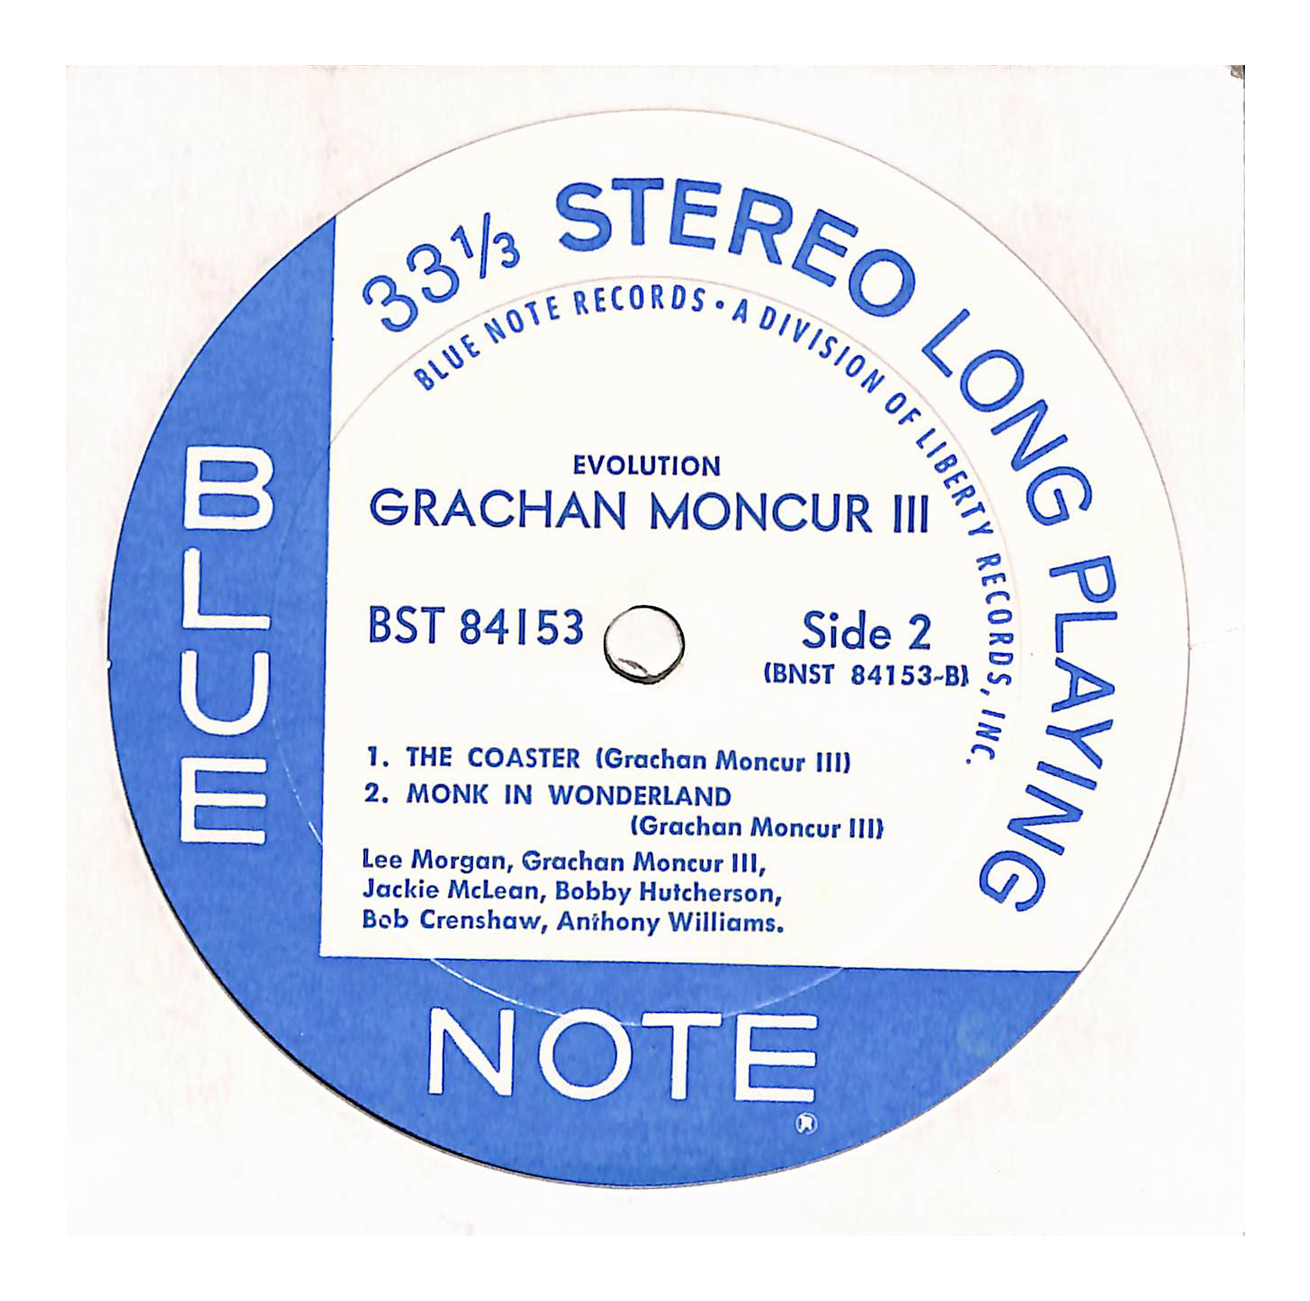 33⅓ STEREO LONG PLAYING
BLUE NOTE RECORDS • A DIVISION OF LIBERTY RECORDS, INC.
EVOLUTION
GRACHAN MONCUR III
BST 84153
Side 2
(BNST 84153-B)
1. THE COASTER (Grachan Moncur III)
2. MONK IN WONDERLAND
(Grachan Moncur III)
Lee Morgan, Grachan Moncur III,
Jackie McLean, Bobby Hutcherson,
Bob Crenshaw, Anthony Williams.
BLUE
NOTE
®